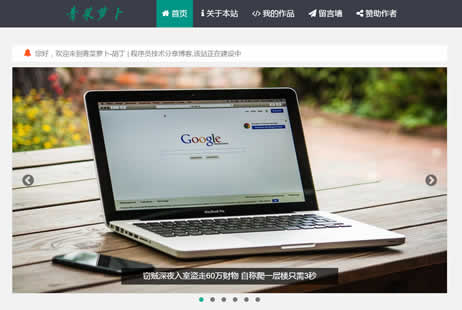 青菜萝卜
首页 关于本站 我的作品 留言墙 赞助作者
您好，欢迎来到青菜萝卜-胡丁 | 程序员技术分享博客,该站正在建设中
Google
MacBook Pro
窃贼深夜入室盗走60万财物 自称爬一层楼只需3秒